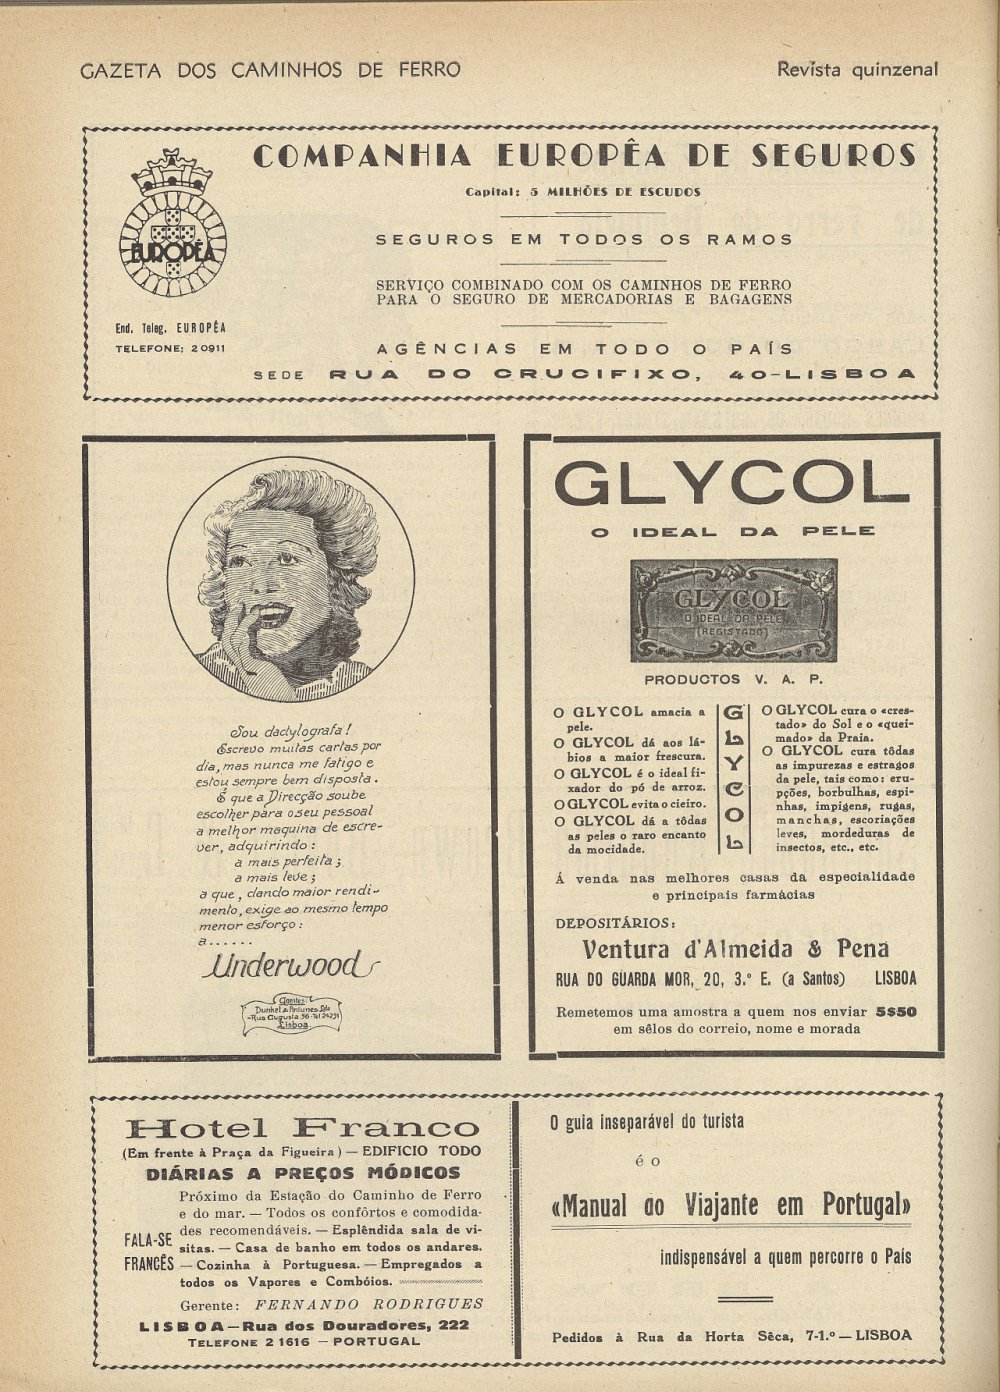 GAZETA DOS CAMINHOS DE FERRO
Revista quinzenal
COMPANHIA EUROPÊA DE SEGUROS
Capital: 5 MILHÕES DE ESCUDOS
EUROPÊA
SEGUROS EM TODOS OS RAMOS
SERVIÇO COMBINADO COM OS CAMINHOS DE FERRO
PARA O SEGURO DE MERCADORIAS E BAGAGENS
End. Teleg. EUROPÊA
TELEFONE: 20911
AGÊNCIAS EM TODO O PAÍS
SEDE RUA DO CRUCIFIXO, 40-LISBOA
Sou dactylografa!
Escrevo muitas cartas por
dia, mas nunca me fatigo e
estou sempre bem disposta.
É que a Direcção soube
escolher para o seu pessoal
a melhor maquina de escre-
ver, adquirindo:
a mais perfeita;
a mais leve;
a que, dando maior rendi-
mento, exige ao mesmo tempo
menor esforço:
a......
Underwood
Agentes:
Dunkel & Antunes Lda
Rua Augusta 56-Tel 24251
Lisboa
GLYCOL
O IDEAL DA PELE
GLYCOL
O IDEAL DA PELE
(REGISTADO)
PRODUCTOS V. A. P.
O GLYCOL amacia a
pele.
O GLYCOL dá aos lá-
bios a maior frescura.
O GLYCOL é o ideal fi-
xador do pó de arroz.
O GLYCOL evita o cieiro.
O GLYCOL dá a tôdas
as peles o raro encanto
da mocidade.
GLYCOL
O GLYCOL cura o «cres-
tado» do Sol e o «quei-
mado» da Praia.
O GLYCOL cura tôdas
as impurezas e estragos
da pele, tais como: eru-
pções, borbulhas, espi-
nhas, impigens, rugas,
manchas, escoriações
leves, mordeduras de
insectos, etc., etc.
Á venda nas melhores casas da especialidade
e principais farmácias
DEPOSITÁRIOS:
Ventura d'Almeida & Pena
RUA DO GUARDA MOR, 20, 3.º E. (a Santos) LISBOA
Remetemos uma amostra a quem nos enviar 5$50
em sêlos do correio, nome e morada
Hotel Franco
(Em frente à Praça da Figueira) — EDIFICIO TODO
DIÁRIAS A PREÇOS MÓDICOS
FALA-SE
FRANCÊS
Próximo da Estação do Caminho de Ferro
e do mar. — Todos os confôrtos e comodida-
des recomendáveis. — Esplêndida sala de vi-
sitas. — Casa de banho em todos os andares.
— Cozinha à Portuguesa. — Empregados a
todos os Vapores e Combóios.
Gerente: FERNANDO RODRIGUES
LISBOA—Rua dos Douradores, 222
TELEFONE 21616 — PORTUGAL
O guia inseparável do turista
é o
«Manual do Viajante em Portugal»
indispensável a quem percorre o País
Pedidos à Rua da Horta Sêca, 7-1.º — LISBOA